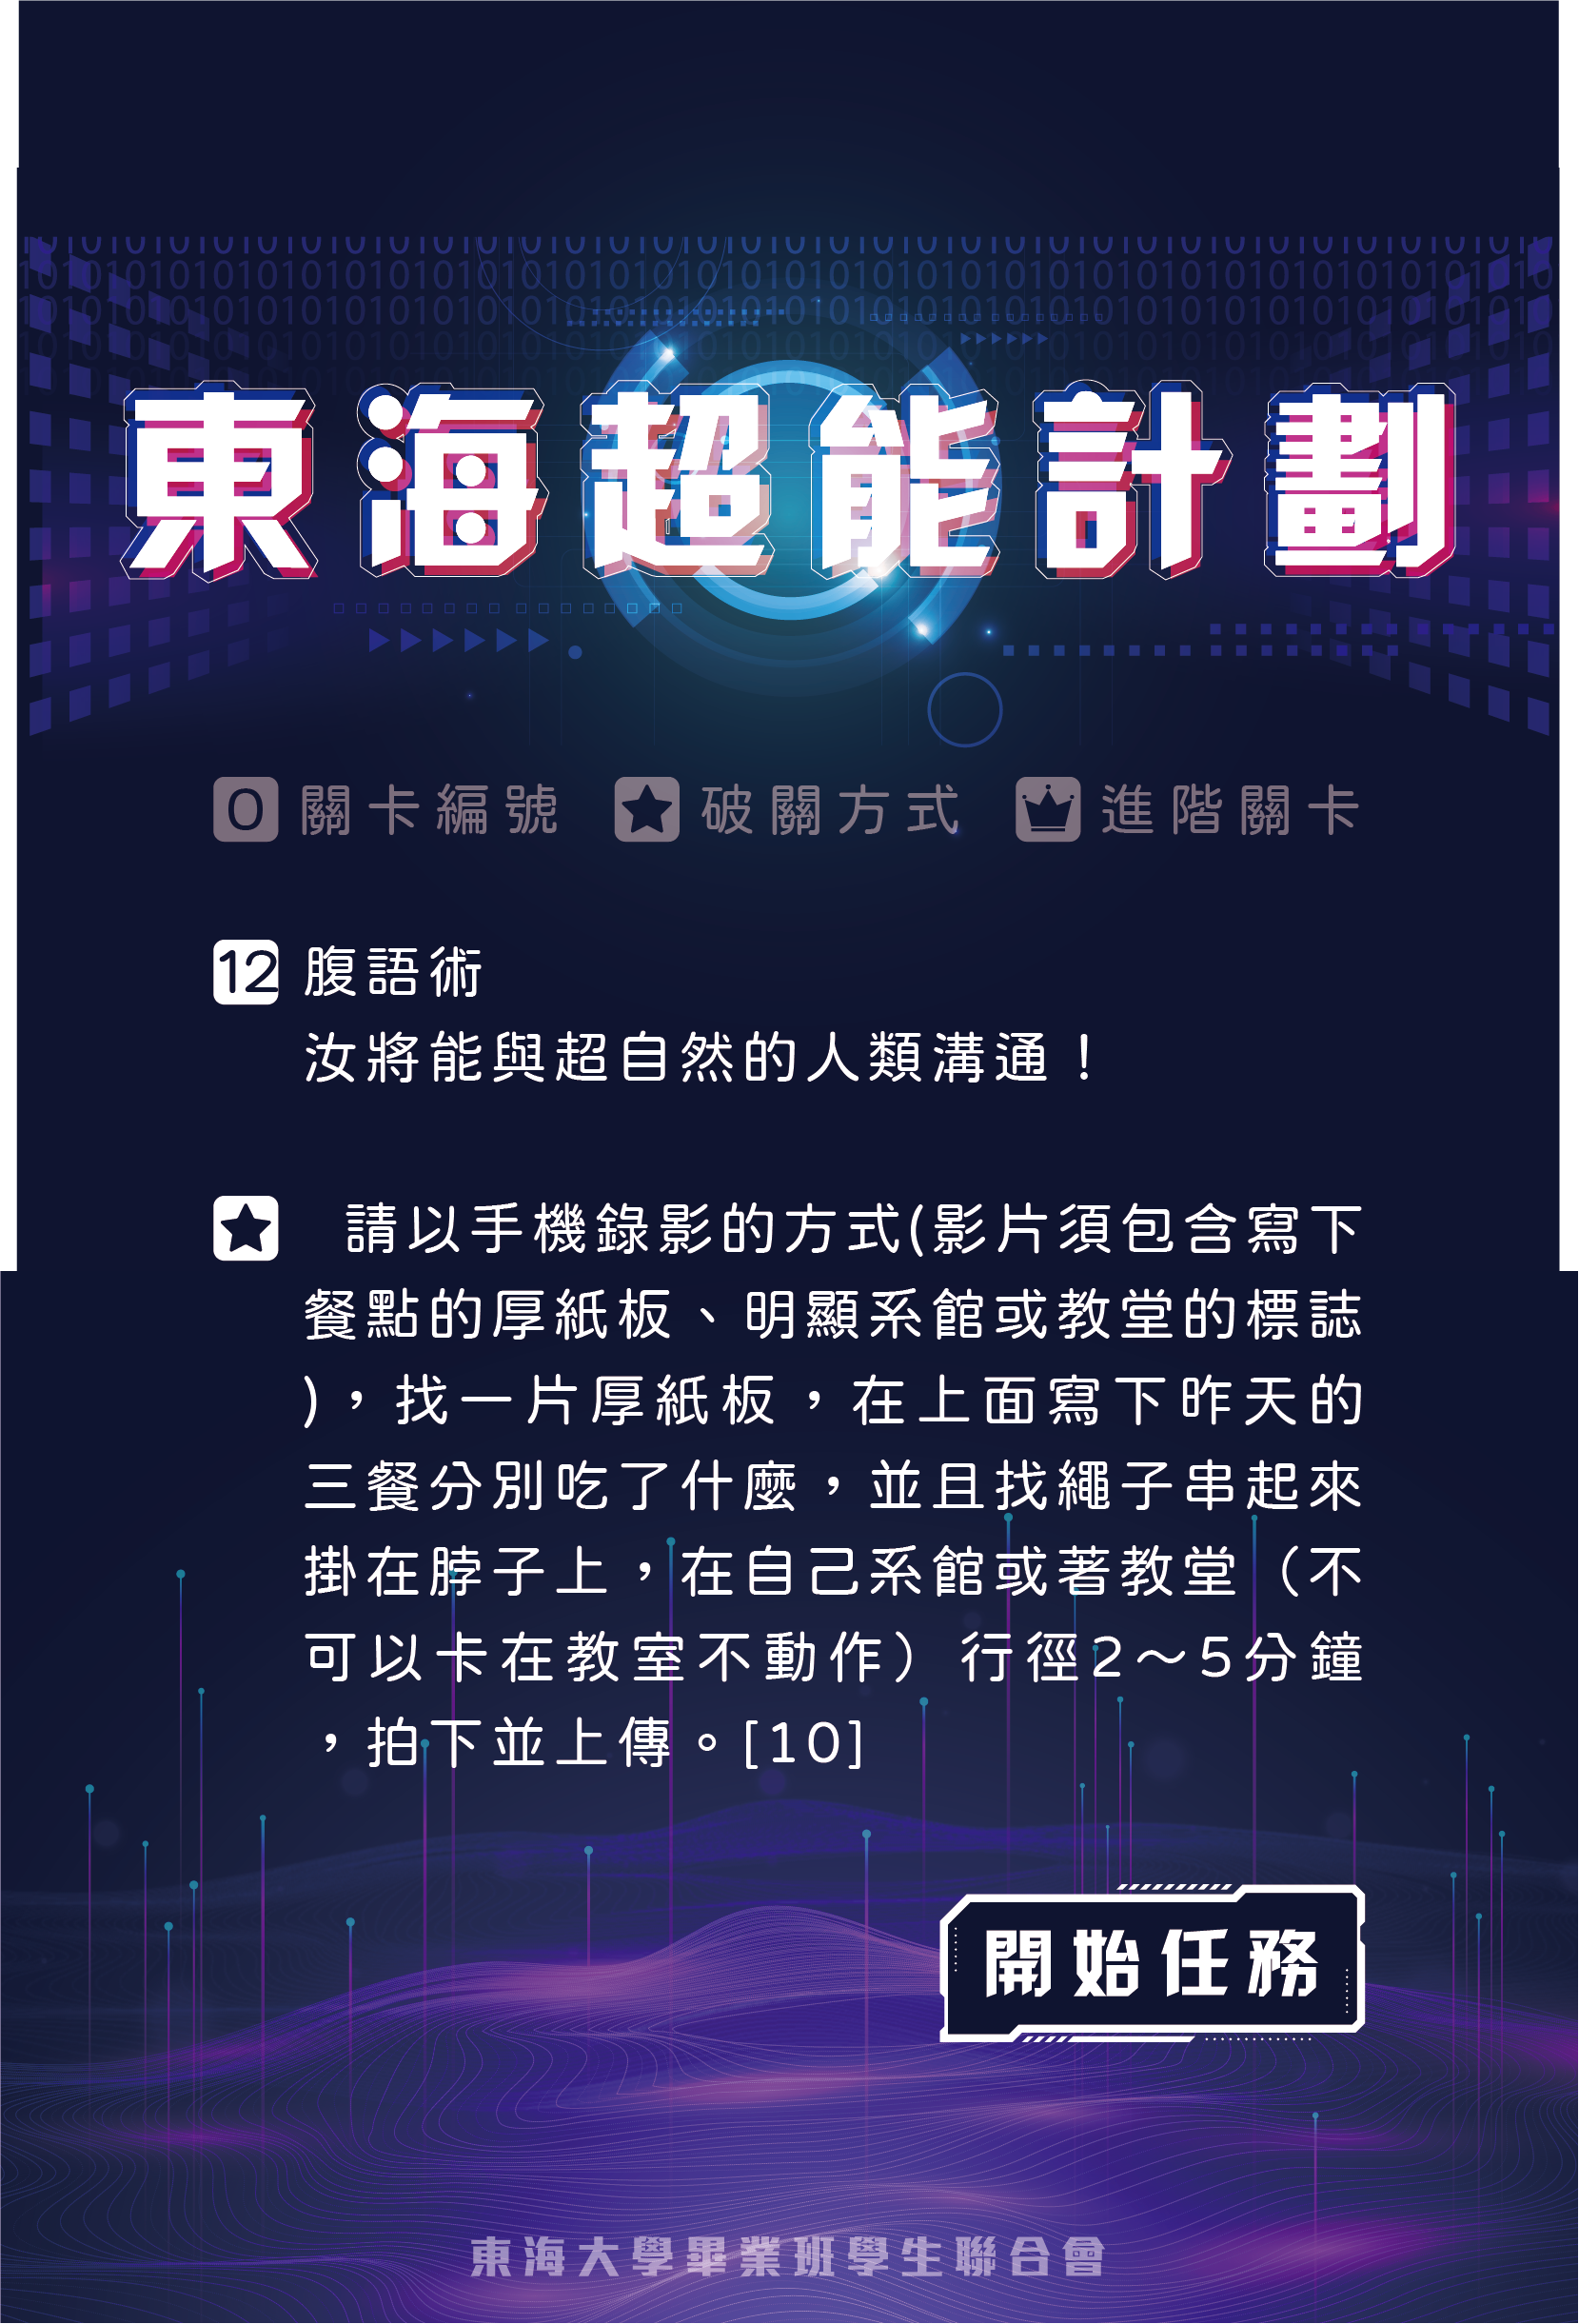 東海超能計劃
0 關卡編號 破關方式 進階關卡
12 腹語術
汝將能與超自然的人類溝通！
請以手機錄影的方式(影片須包含寫下
餐點的厚紙板、明顯系館或教堂的標誌
)，找一片厚紙板，在上面寫下昨天的
三餐分別吃了什麼，並且找繩子串起來
掛在脖子上，在自己系館或著教堂（不
可以卡在教室不動作）行徑2～5分鐘
，拍下並上傳。[10]
開始任務
東海大學畢業班學生聯合會